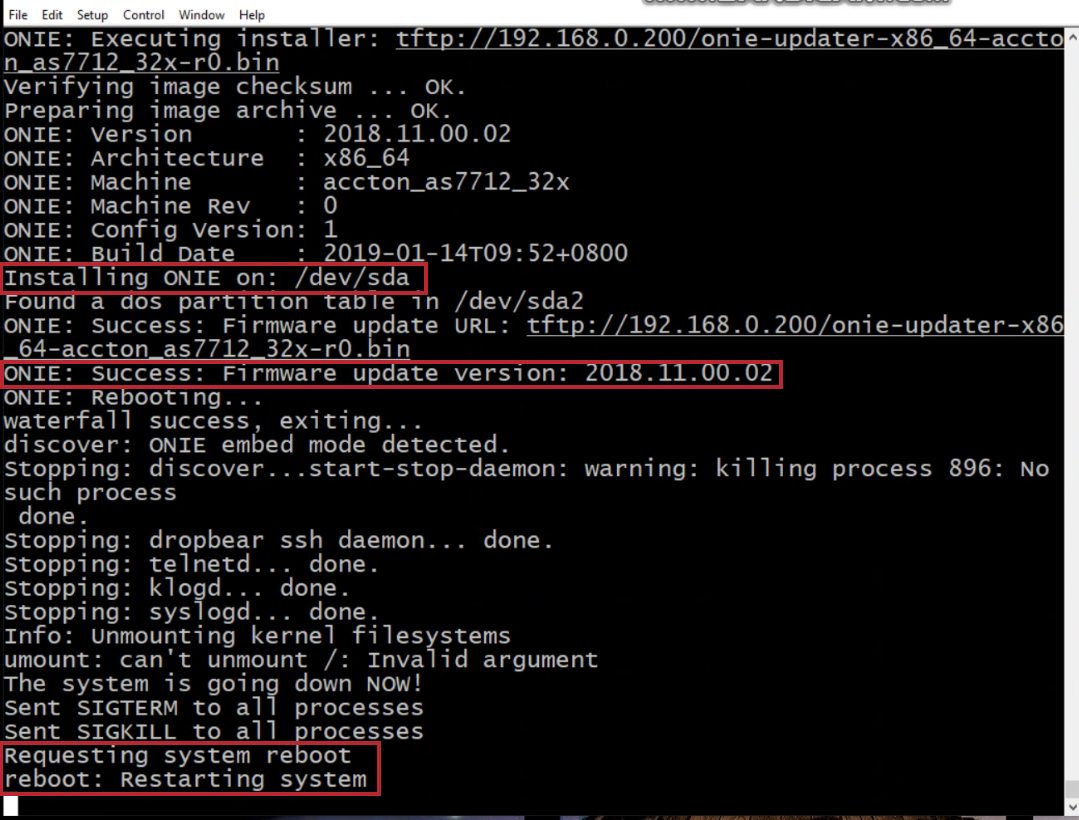 File Edit Setup Control Window Help
ONIE: Executing installer: tftp://192.168.0.200/onie-updater-x86_64-accto
n_as7712_32x-r0.bin
Verifying image checksum ... OK.
Preparing image archive ... OK.
ONIE: Version       : 2018.11.00.02
ONIE: Architecture  : x86_64
ONIE: Machine       : accton_as7712_32x
ONIE: Machine Rev   : 0
ONIE: Config Version: 1
ONIE: Build Date    : 2019-01-14T09:52+0800
Installing ONIE on: /dev/sda
Found a dos partition table in /dev/sda2
ONIE: Success: Firmware update URL: tftp://192.168.0.200/onie-updater-x86
_64-accton_as7712_32x-r0.bin
ONIE: Success: Firmware update version: 2018.11.00.02
ONIE: Rebooting...
waterfall success, exiting...
discover: ONIE embed mode detected.
Stopping: discover...start-stop-daemon: warning: killing process 896: No
such process
 done.
Stopping: dropbear ssh daemon... done.
Stopping: telnetd... done.
Stopping: klogd... done.
Stopping: syslogd... done.
Info: Unmounting kernel filesystems
umount: can't unmount /: Invalid argument
The system is going down NOW!
Sent SIGTERM to all processes
Sent SIGKILL to all processes
Requesting system reboot
reboot: Restarting system